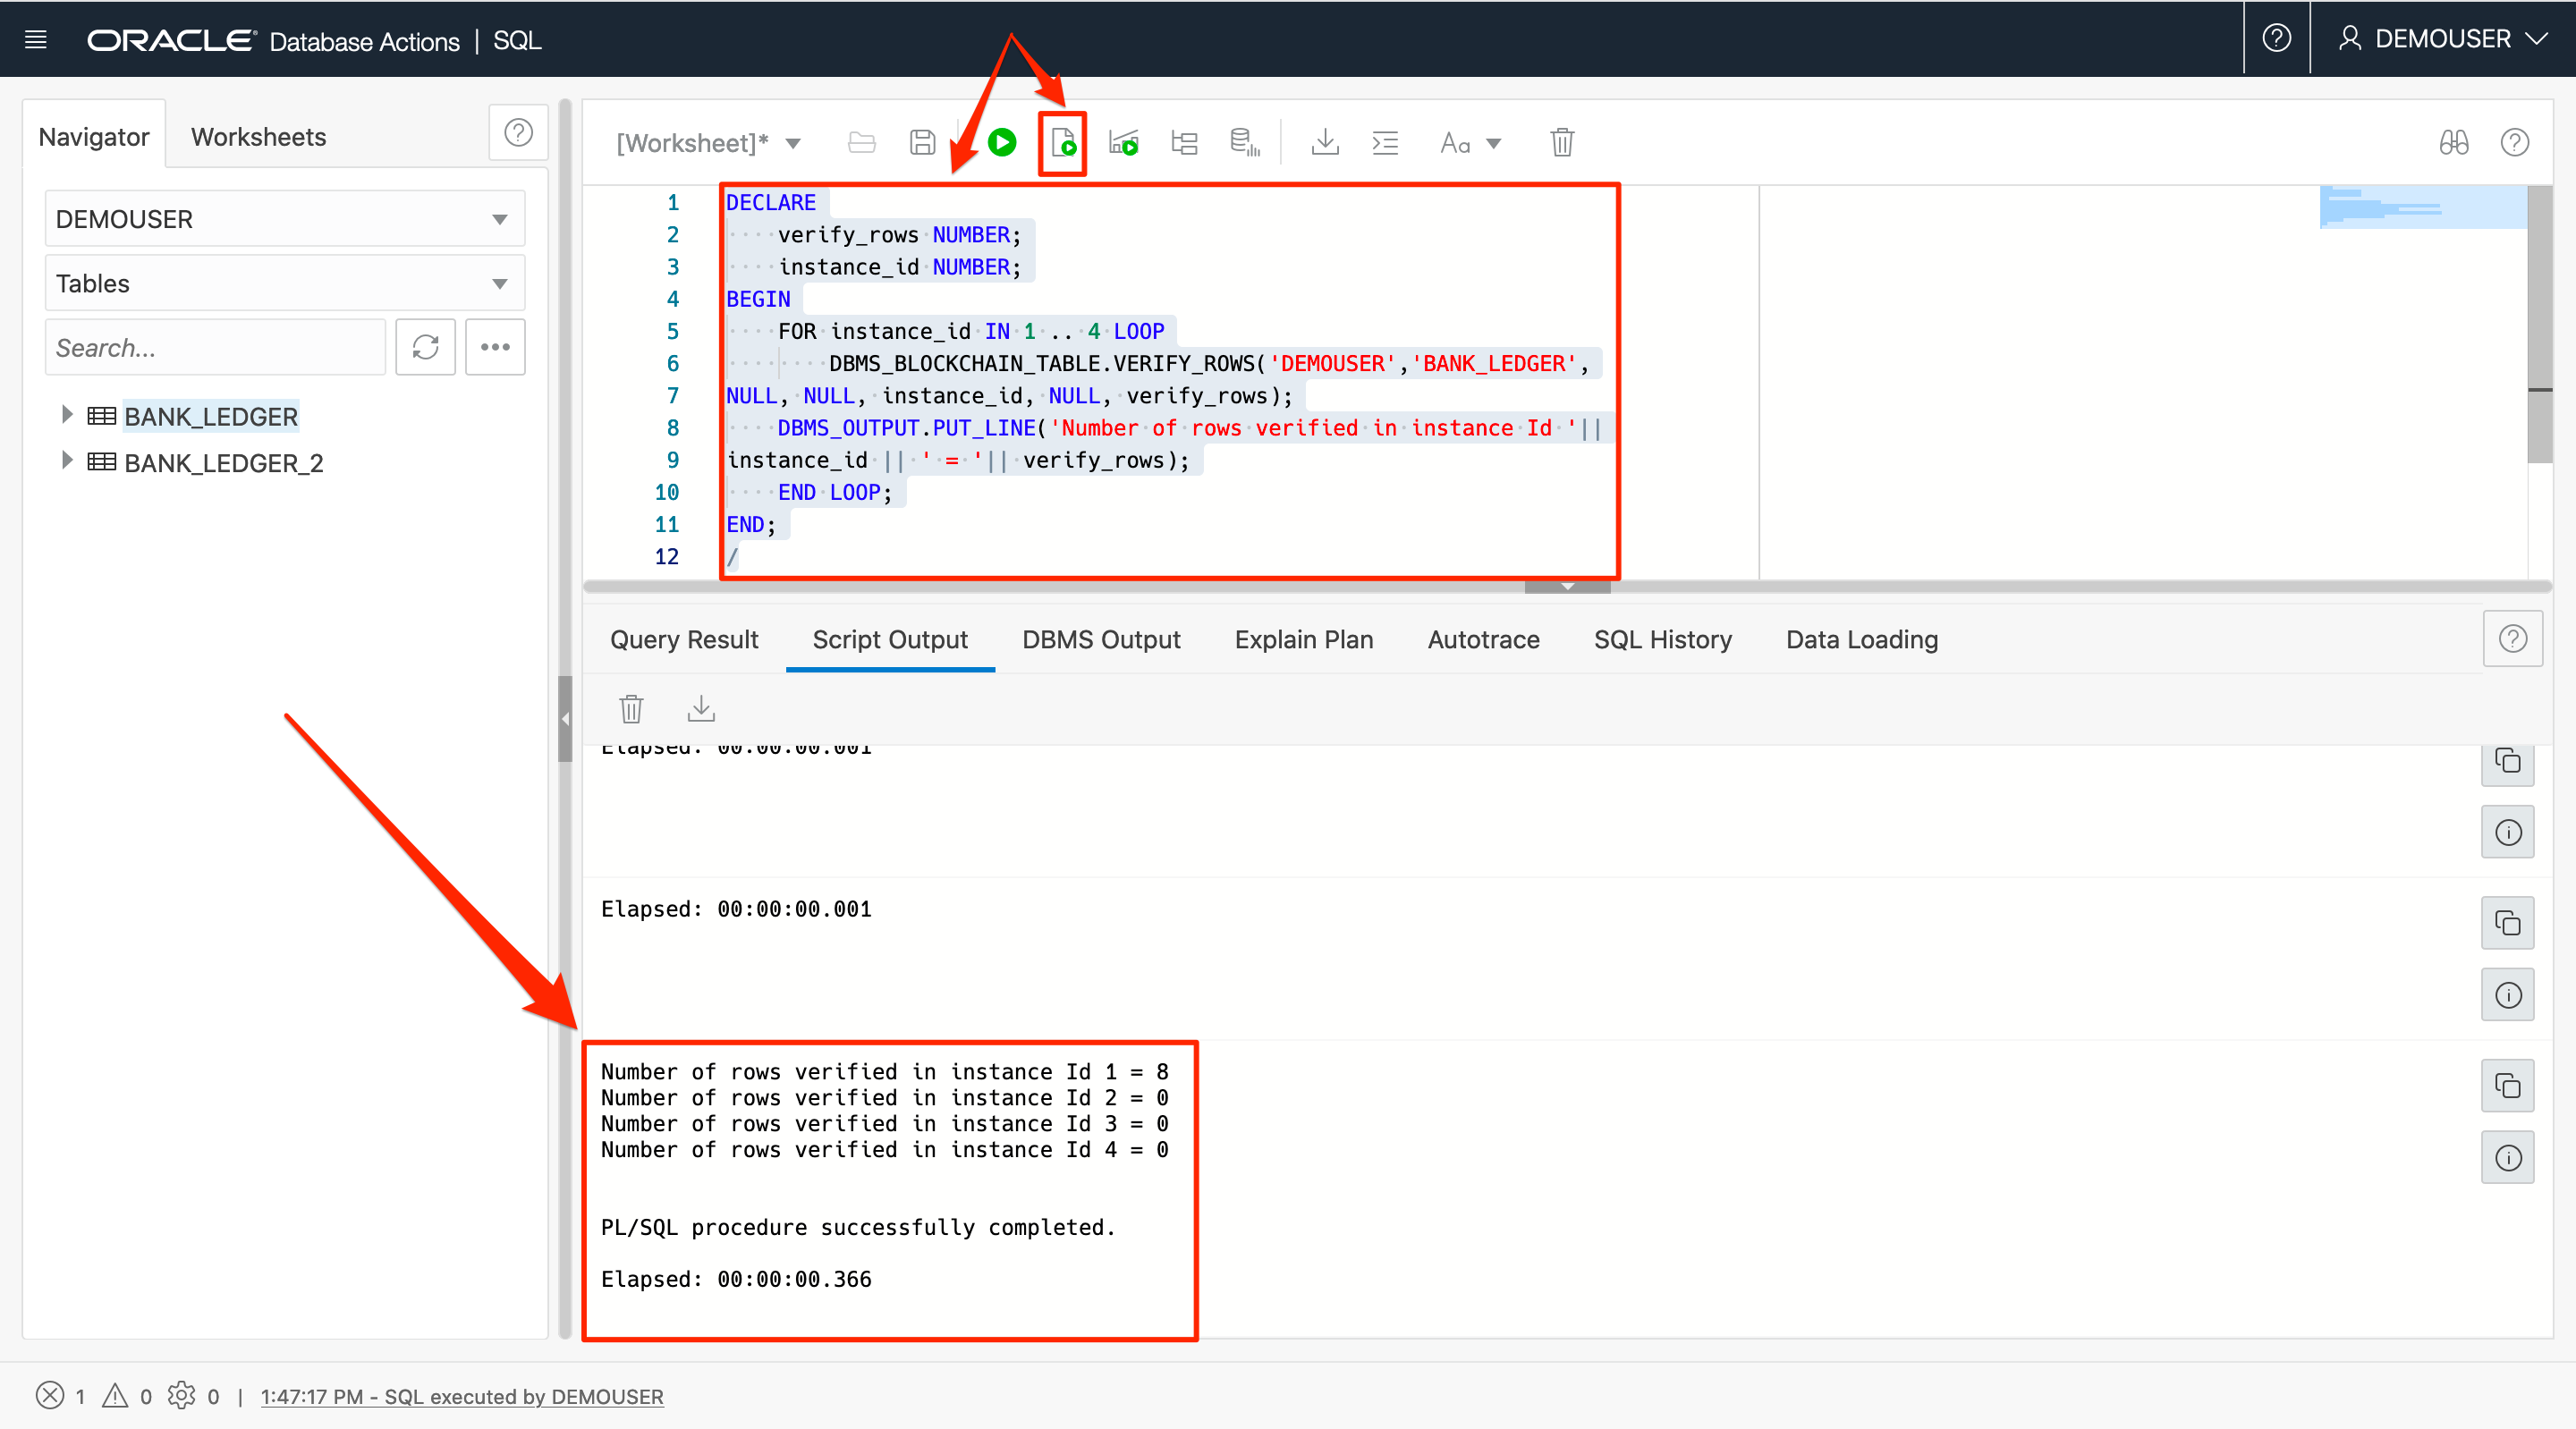 ORACLE Database Actions | SQL
DEMOUSER
Navigator
Worksheets
DEMOUSER
Tables
Search...
BANK_LEDGER
BANK_LEDGER_2
[Worksheet]*
Aa
1 DECLARE
2 verify_rows NUMBER;
3 instance_id NUMBER;
4 BEGIN
5 FOR instance_id IN 1 .. 4 LOOP
6 DBMS_BLOCKCHAIN_TABLE.VERIFY_ROWS('DEMOUSER','BANK_LEDGER',
7 NULL, NULL, instance_id, NULL, verify_rows);
8 DBMS_OUTPUT.PUT_LINE('Number of rows verified in instance Id '||
9 instance_id || ' = '|| verify_rows);
10 END LOOP;
11 END;
12 /
Query Result
Script Output
DBMS Output
Explain Plan
Autotrace
SQL History
Data Loading
Elapsed: 00:00:00.001
Elapsed: 00:00:00.001
Number of rows verified in instance Id 1 = 8
Number of rows verified in instance Id 2 = 0
Number of rows verified in instance Id 3 = 0
Number of rows verified in instance Id 4 = 0
PL/SQL procedure successfully completed.
Elapsed: 00:00:00.366
1 0 0 | 1:47:17 PM - SQL executed by DEMOUSER